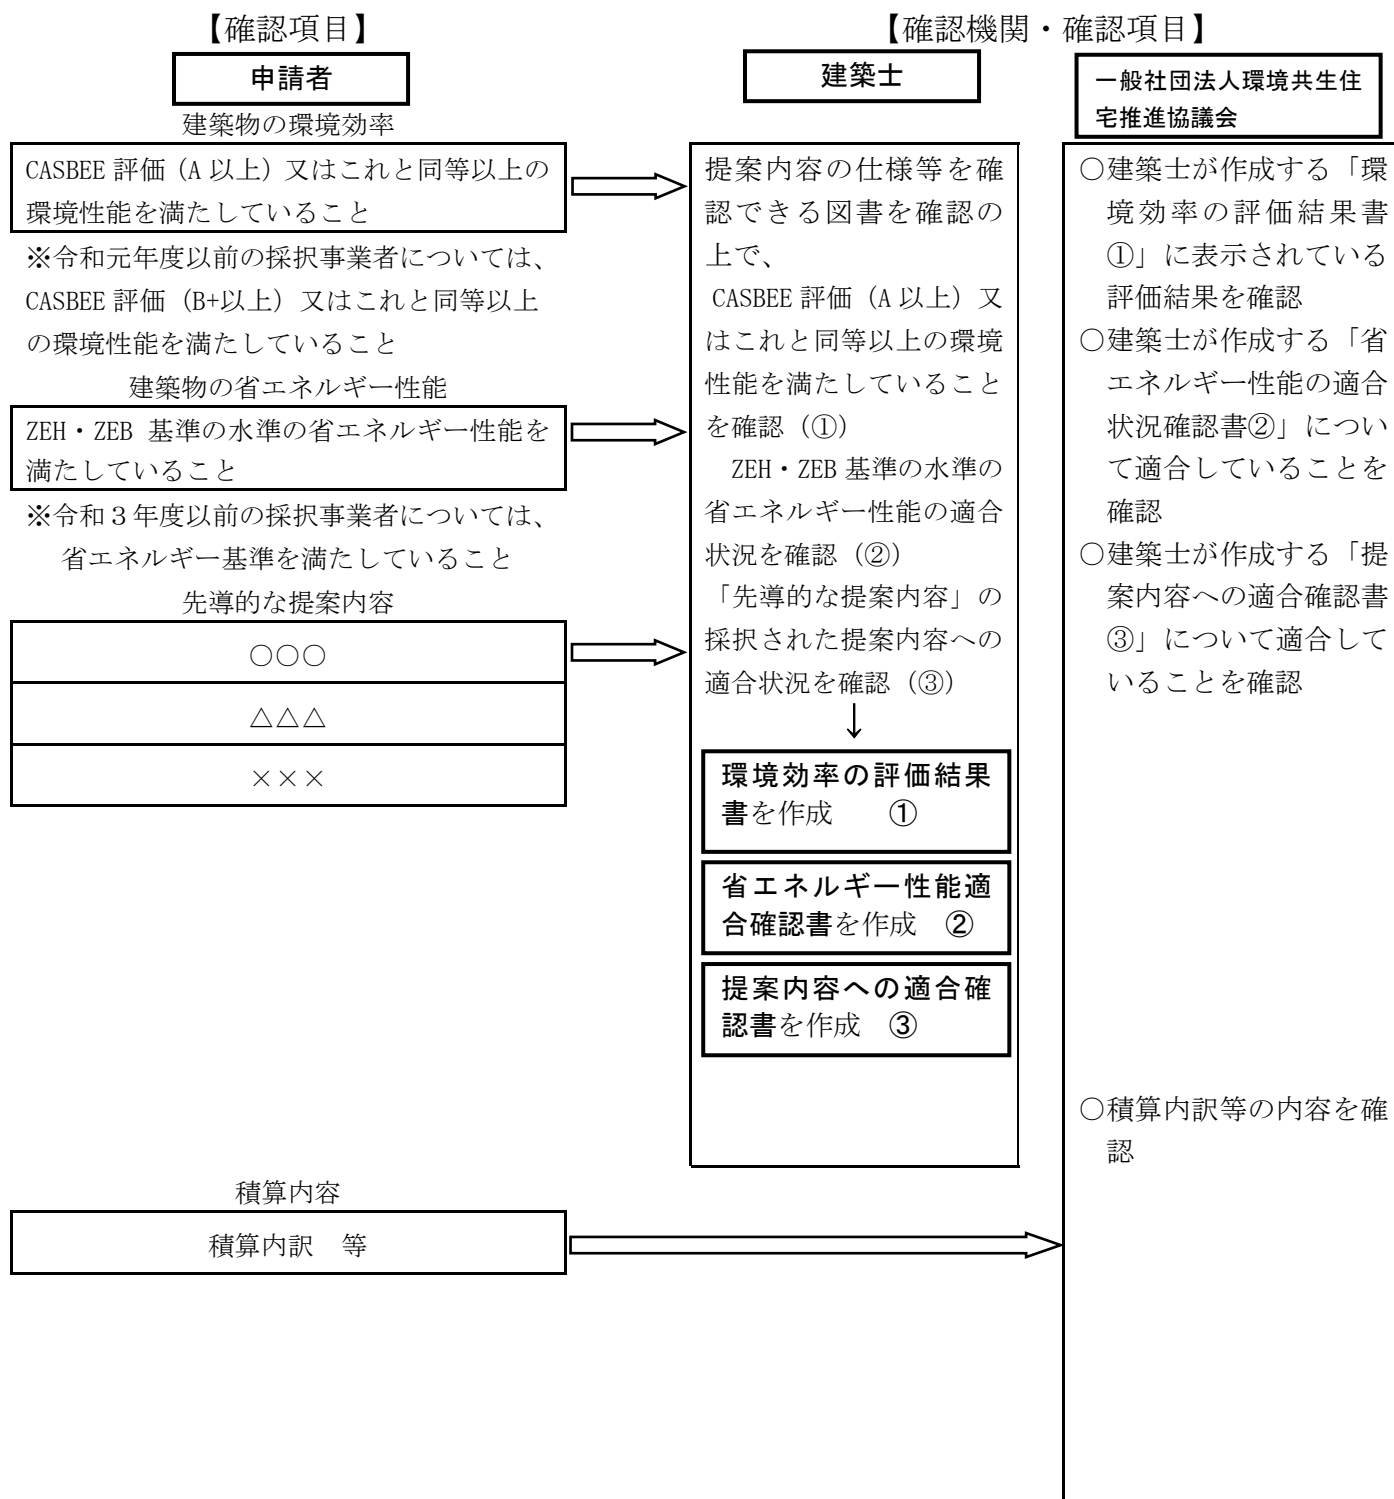 【確認項目】
申請者
建築物の環境効率
CASBEE 評価（A 以上）又はこれと同等以上の
環境性能を満たしていること
※令和元年度以前の採択事業者については、
CASBEE 評価（B+以上）又はこれと同等以上
の環境性能を満たしていること
建築物の省エネルギー性能
ZEH・ZEB 基準の水準の省エネルギー性能を
満たしていること
※令和３年度以前の採択事業者については、
省エネルギー基準を満たしていること
先導的な提案内容
○○○
△△△
×××
積算内容
積算内訳　等
【確認機関・確認項目】
建築士
提案内容の仕様等を確
認できる図書を確認の
上で、
CASBEE 評価（A 以上）又
はこれと同等以上の環境
性能を満たしていること
を確認（①）
ZEH・ZEB 基準の水準の
省エネルギー性能の適合
状況を確認（②）
「先導的な提案内容」の
採択された提案内容への
適合状況を確認（③）
↓
環境効率の評価結果
書を作成　　①
省エネルギー性能適
合確認書を作成　②
提案内容への適合確
認書を作成　③
一般社団法人環境共生住
宅推進協議会
○建築士が作成する「環
境効率の評価結果書
①」に表示されている
評価結果を確認
○建築士が作成する「省
エネルギー性能の適合
状況確認書②」につい
て適合していることを
確認
○建築士が作成する「提
案内容への適合確認書
③」について適合して
いることを確認
○積算内訳等の内容を確
認